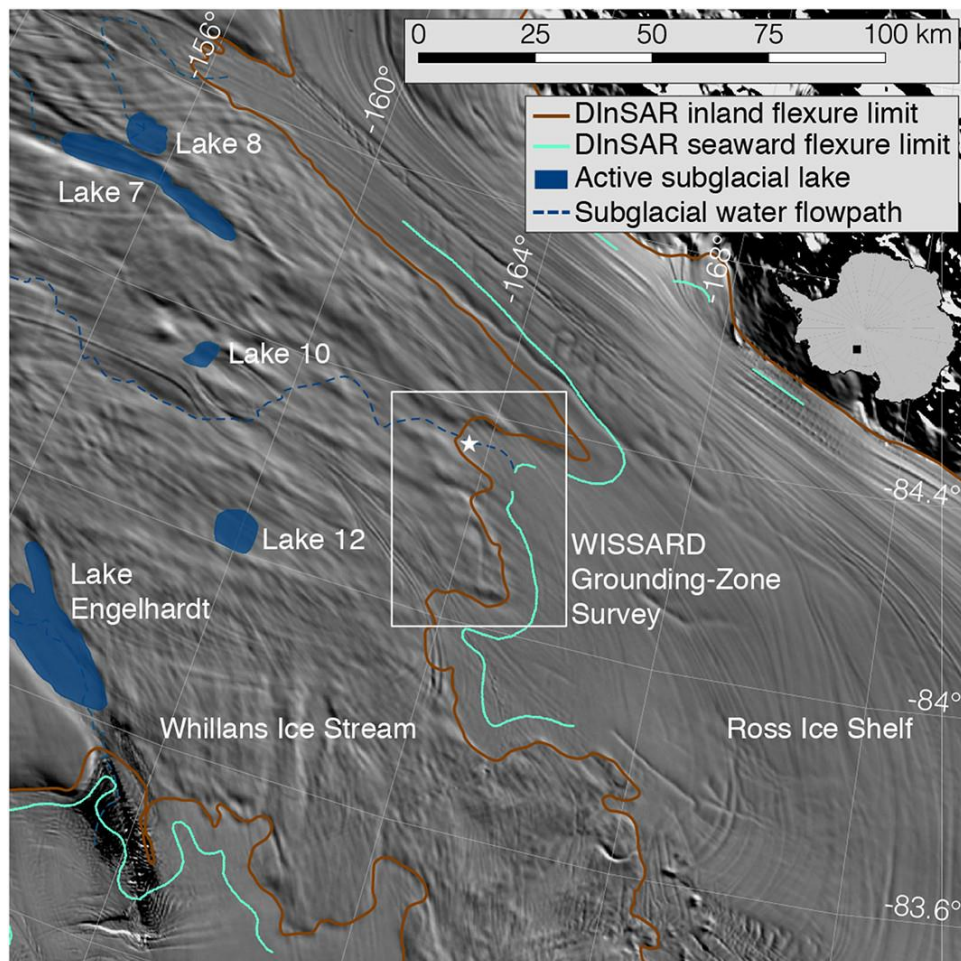 0 25 50 75 100 km
-156°
-160°
DInSAR inland flexure limit
DInSAR seaward flexure limit
Active subglacial lake
Subglacial water flowpath
Lake 8
Lake 7
-164°
-168°
Lake 10
-84.4°
Lake 12
WISSARD
Grounding-Zone
Survey
Lake
Engelhardt
-84°
Whillans Ice Stream
Ross Ice Shelf
-83.6°